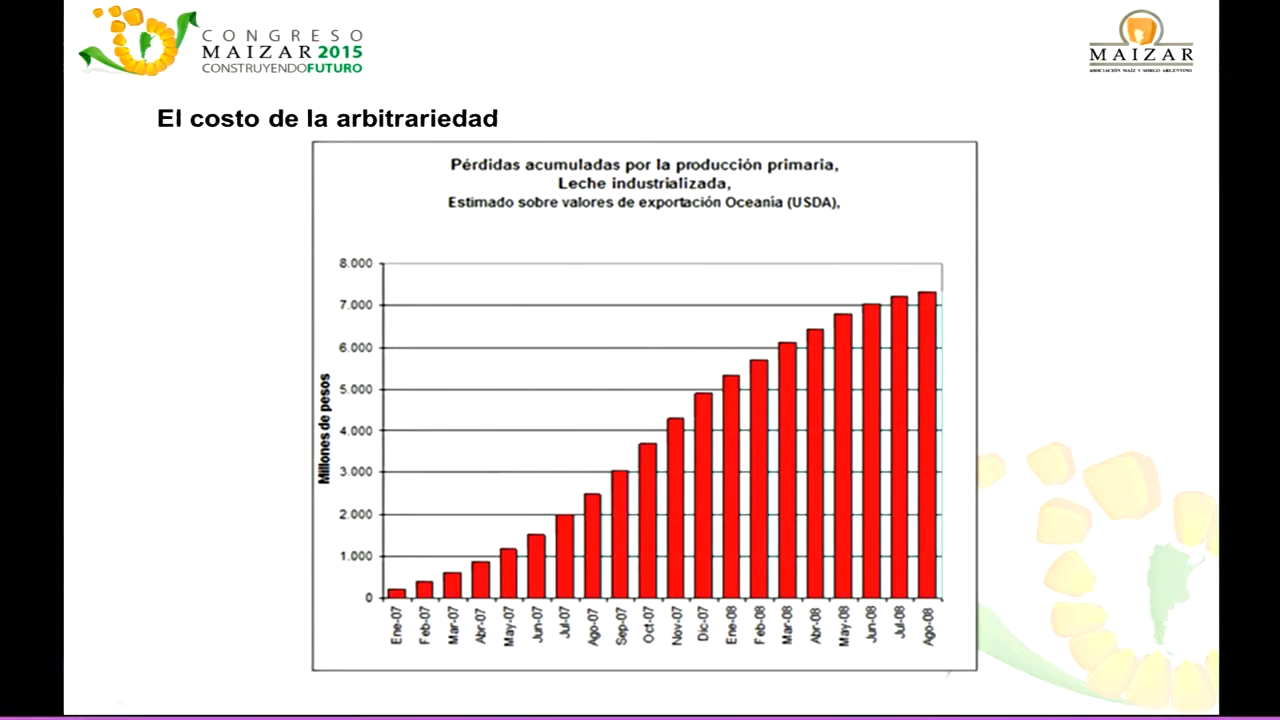 CONGRESO
MAIZAR 2015
CONSTRUYENDOFUTURO
MAIZAR
ASOCIACIÓN MAÍZ Y SORGO ARGENTINO
El costo de la arbitrariedad
Pérdidas acumuladas por la producción primaria,
Leche industrializada,
Estimado sobre valores de exportación Oceanía (USDA),
Millones de pesos
8.000
7.000
6.000
5.000
4.000
3.000
2.000
1.000
0
Ene-07
Feb-07
Mar-07
Abr-07
May-07
Jun-07
Jul-07
Ago-07
Sep-07
Oct-07
Nov-07
Dic-07
Ene-08
Feb-08
Mar-08
Abr-08
May-08
Jun-08
Jul-08
Ago-08